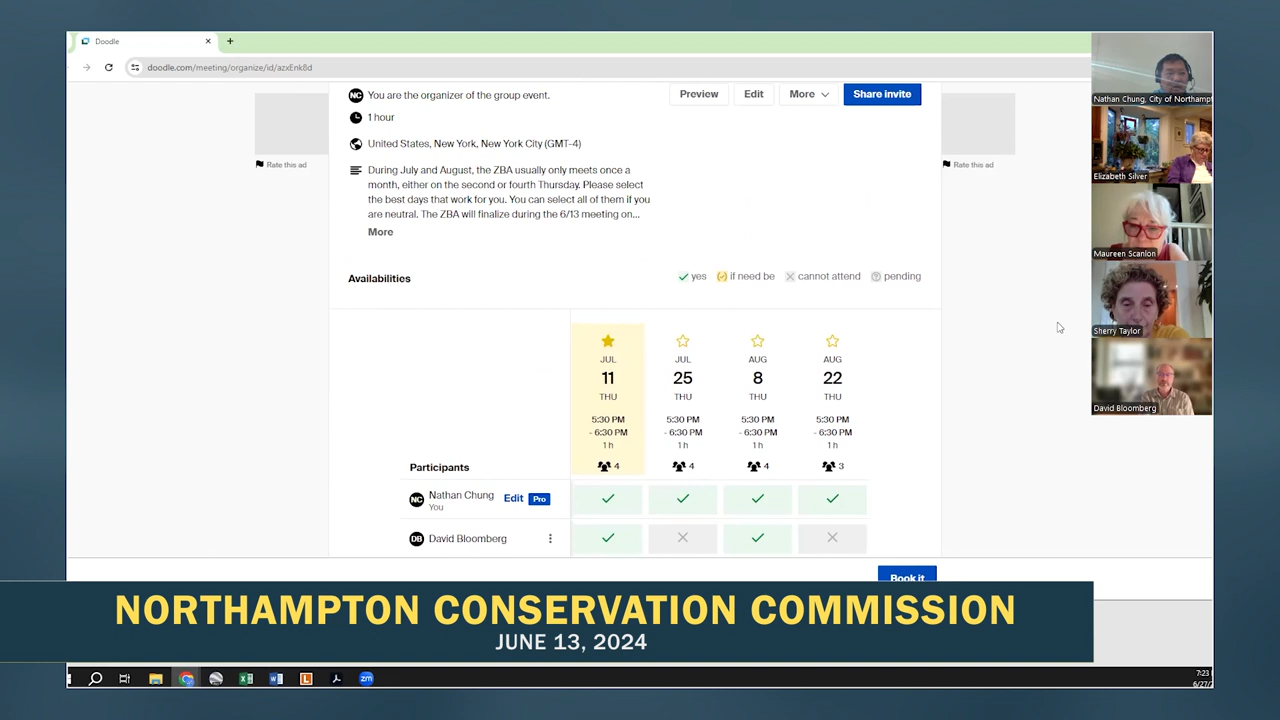 Doodle
doodle.com/meeting/organize/id/azxEnk8d
NC You are the organizer of the group event.
Preview Edit More Share invite
1 hour
United States, New York, New York City (GMT-4)
During July and August, the ZBA usually only meets once a
month, either on the second or fourth Thursday. Please select
the best days that work for you. You can select all of them if you
are neutral. The ZBA will finalize during the 6/13 meeting on...
More
Rate this ad
Rate this ad
Availabilities
yes if need be cannot attend pending
JUL JUL AUG AUG
11 25 8 22
THU THU THU THU
5:30 PM 5:30 PM 5:30 PM 5:30 PM
- 6:30 PM - 6:30 PM - 6:30 PM - 6:30 PM
1 h 1 h 1 h 1 h
Participants 4 4 4 3
NC Nathan Chung Edit Pro
You
DB David Bloomberg
Book it
Nathan Chung, City of Northampt
Elizabeth Silver
Maureen Scanlon
Sherry Taylor
David Bloomberg
NORTHAMPTON CONSERVATION COMMISSION
JUNE 13, 2024
7:23
6/27/2